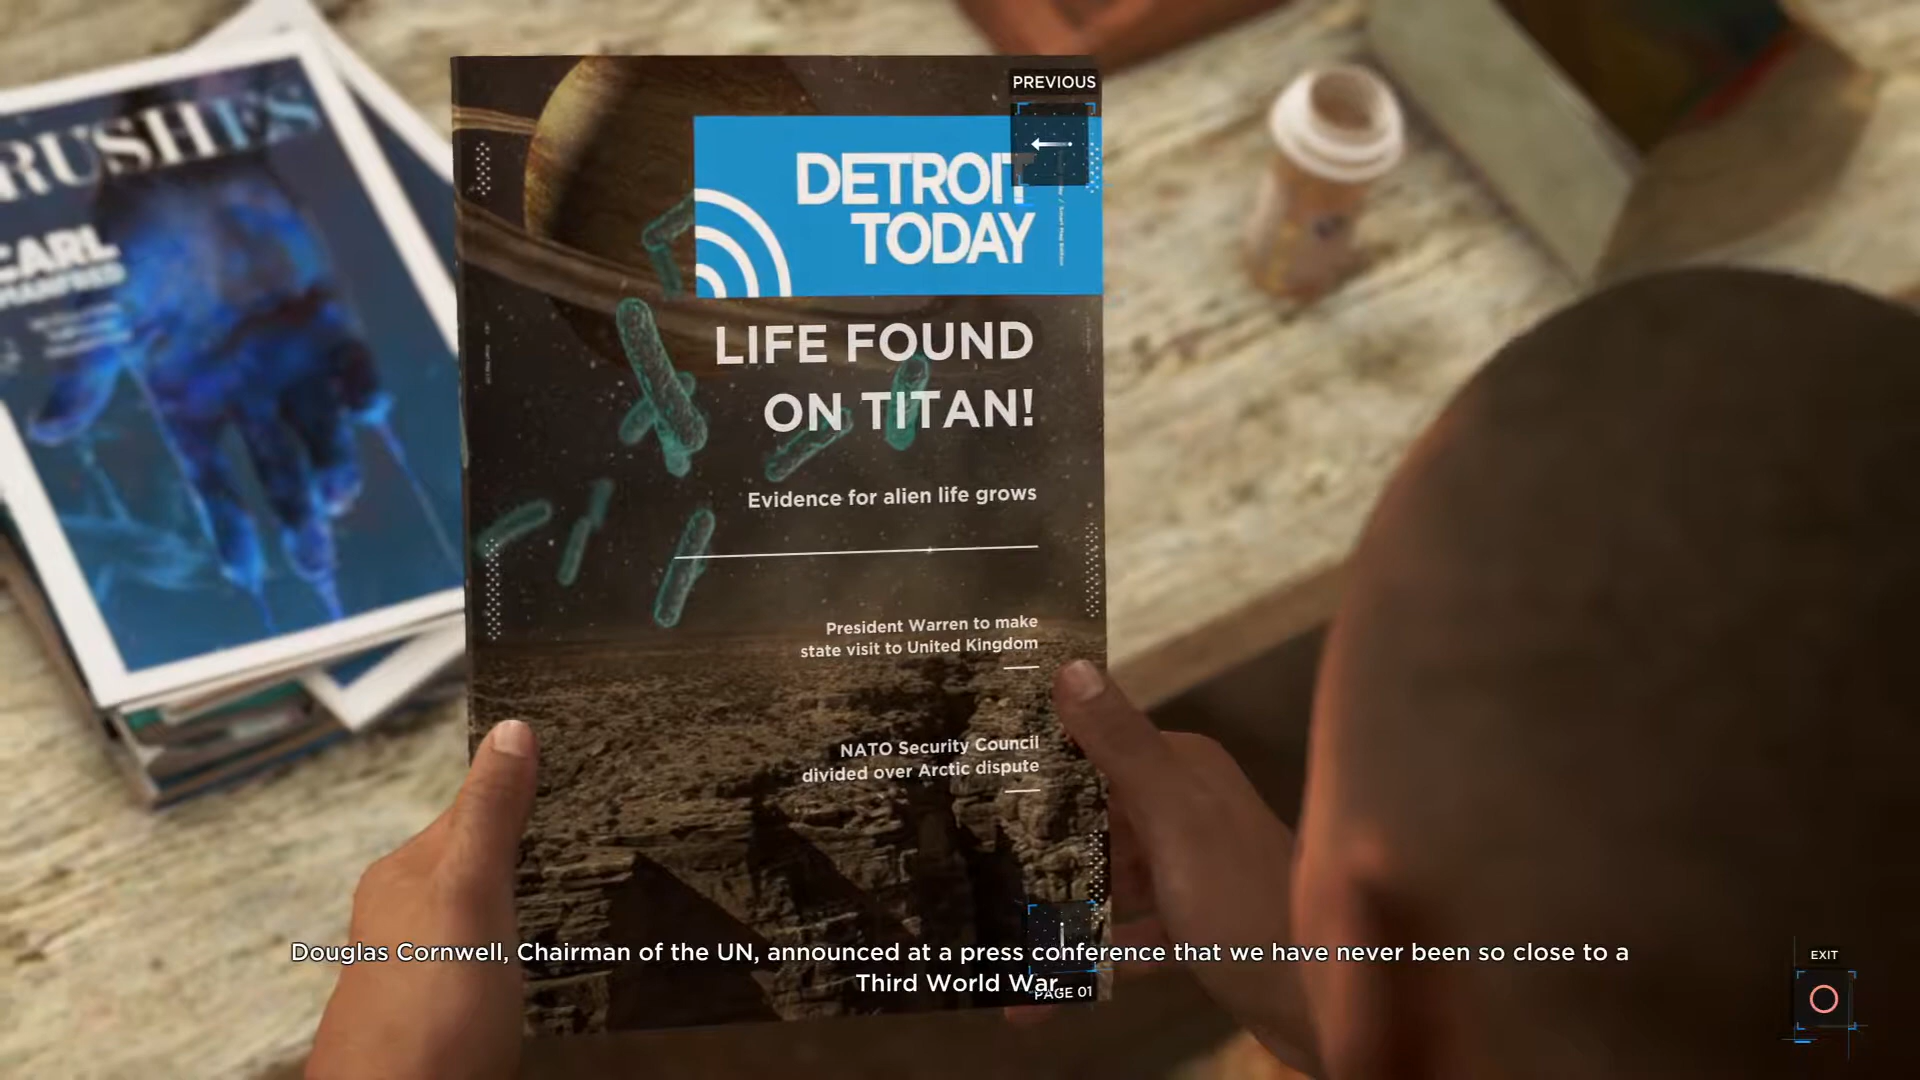 RUSHES
CARL
MANFRED
PREVIOUS
DETROIT
TODAY
LIFE FOUND
ON TITAN!
Evidence for alien life grows
President Warren to make
state visit to United Kingdom
NATO Security Council
divided over Arctic dispute
Douglas Cornwell, Chairman of the UN, announced at a press conference that we have never been so close to a
Third World War.
PAGE 01
EXIT